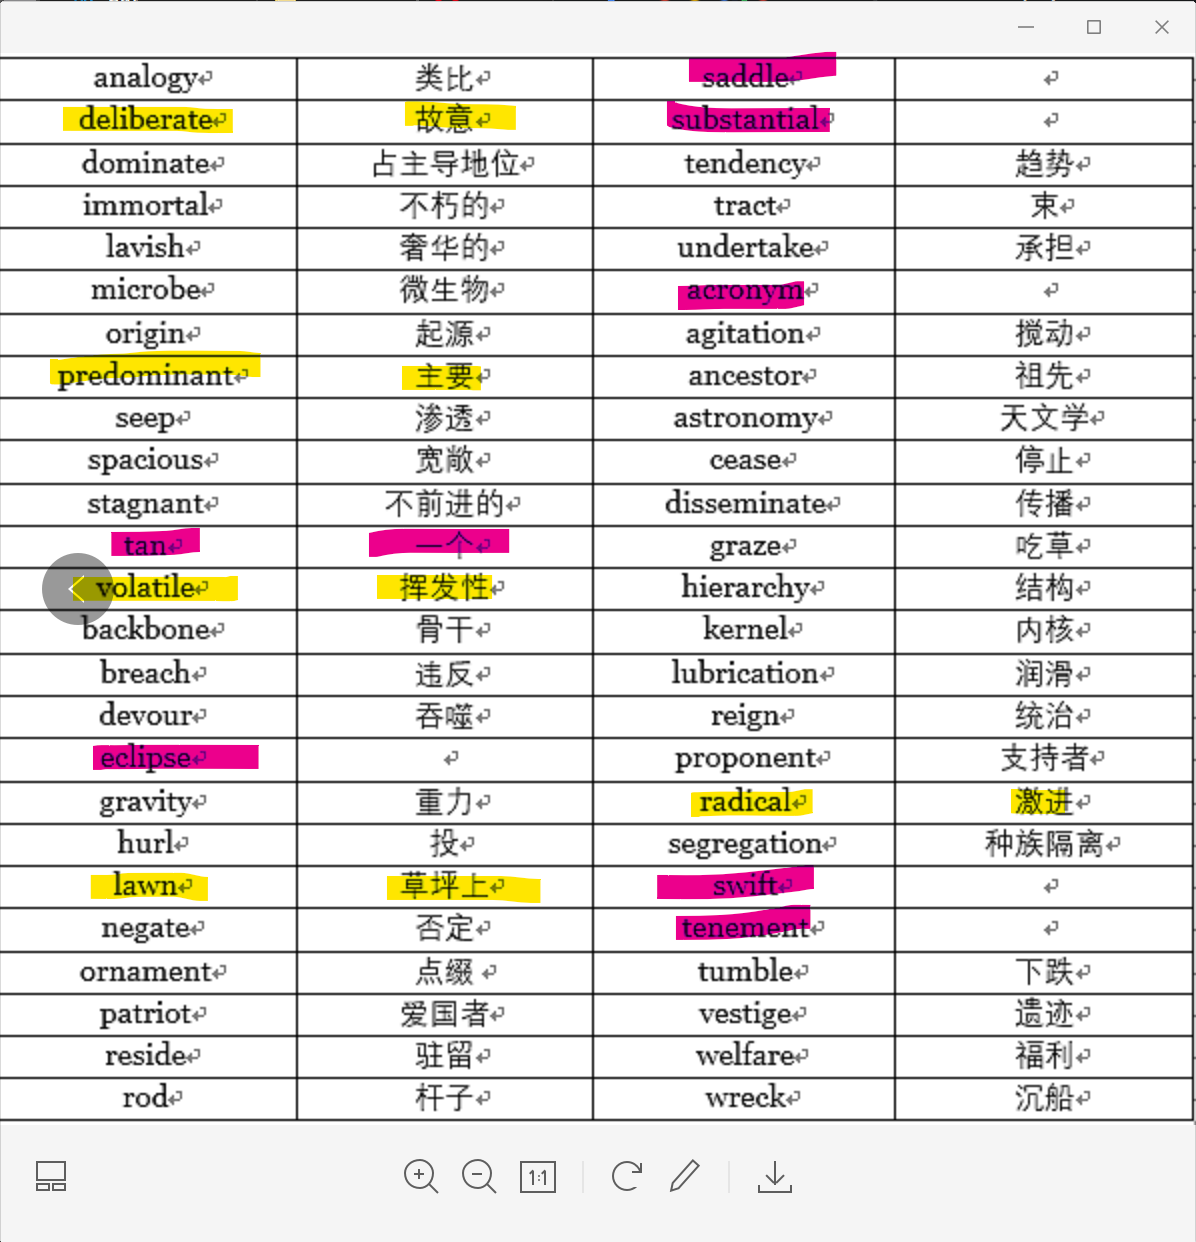 analogy 类比 saddle
deliberate 故意 substantial
dominate 占主导地位 tendency 趋势
immortal 不朽的 tract 束
lavish 奢华的 undertake 承担
microbe 微生物 acronym
origin 起源 agitation 搅动
predominant 主要 ancestor 祖先
seep 渗透 astronomy 天文学
spacious 宽敞 cease 停止
stagnant 不前进的 disseminate 传播
tan 一个 graze 吃草
volatile 挥发性 hierarchy 结构
backbone 骨干 kernel 内核
breach 违反 lubrication 润滑
devour 吞噬 reign 统治
eclipse proponent 支持者
gravity 重力 radical 激进
hurl 投 segregation 种族隔离
lawn 草坪上 swift
negate 否定 tenement
ornament 点缀 tumble 下跌
patriot 爱国者 vestige 遗迹
reside 驻留 welfare 福利
rod 杆子 wreck 沉船
1:1